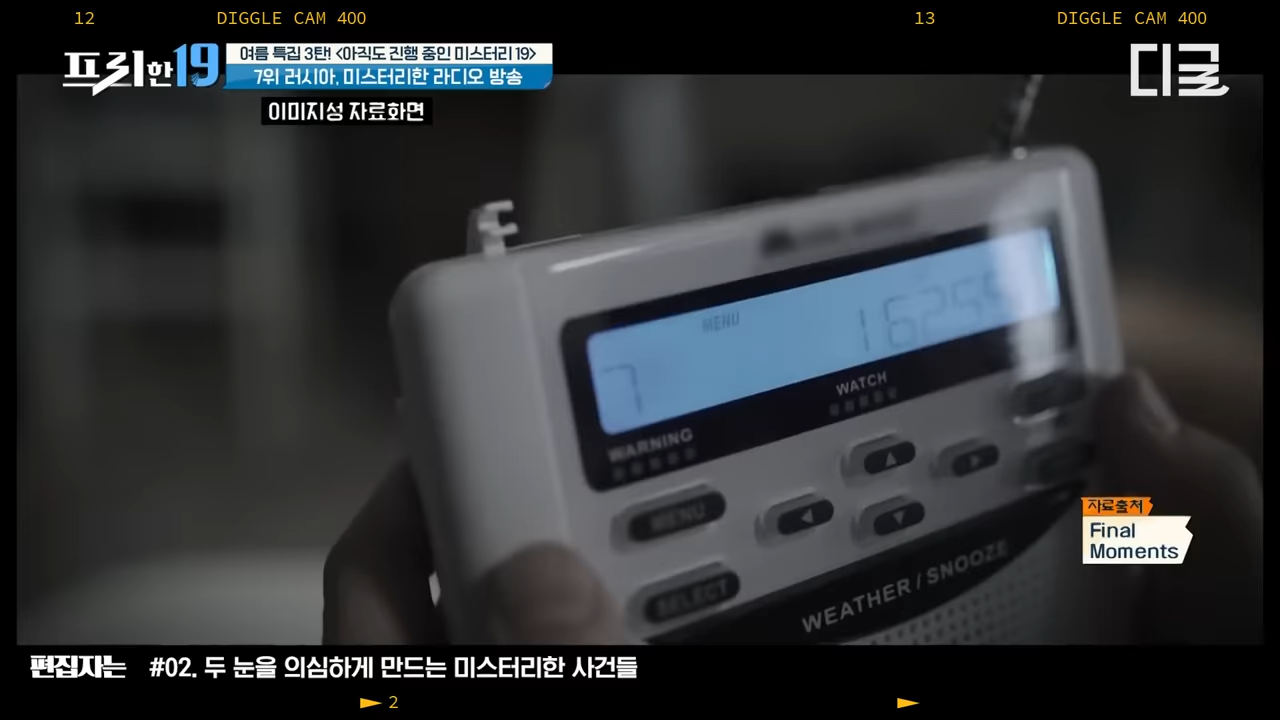 12 DIGGLE CAM 400 13 DIGGLE CAM 400
프리한19
여름 특집 3탄! <아직도 진행 중인 미스터리 19>
7위 러시아, 미스터리한 라디오 방송
디글
이미지성 자료화면
MENU
7
WATCH
WARNING
MENU
SELECT
WEATHER / SNOOZE
자료출처
Final
Moments
편집자는 #02. 두 눈을 의심하게 만드는 미스터리한 사건들
2